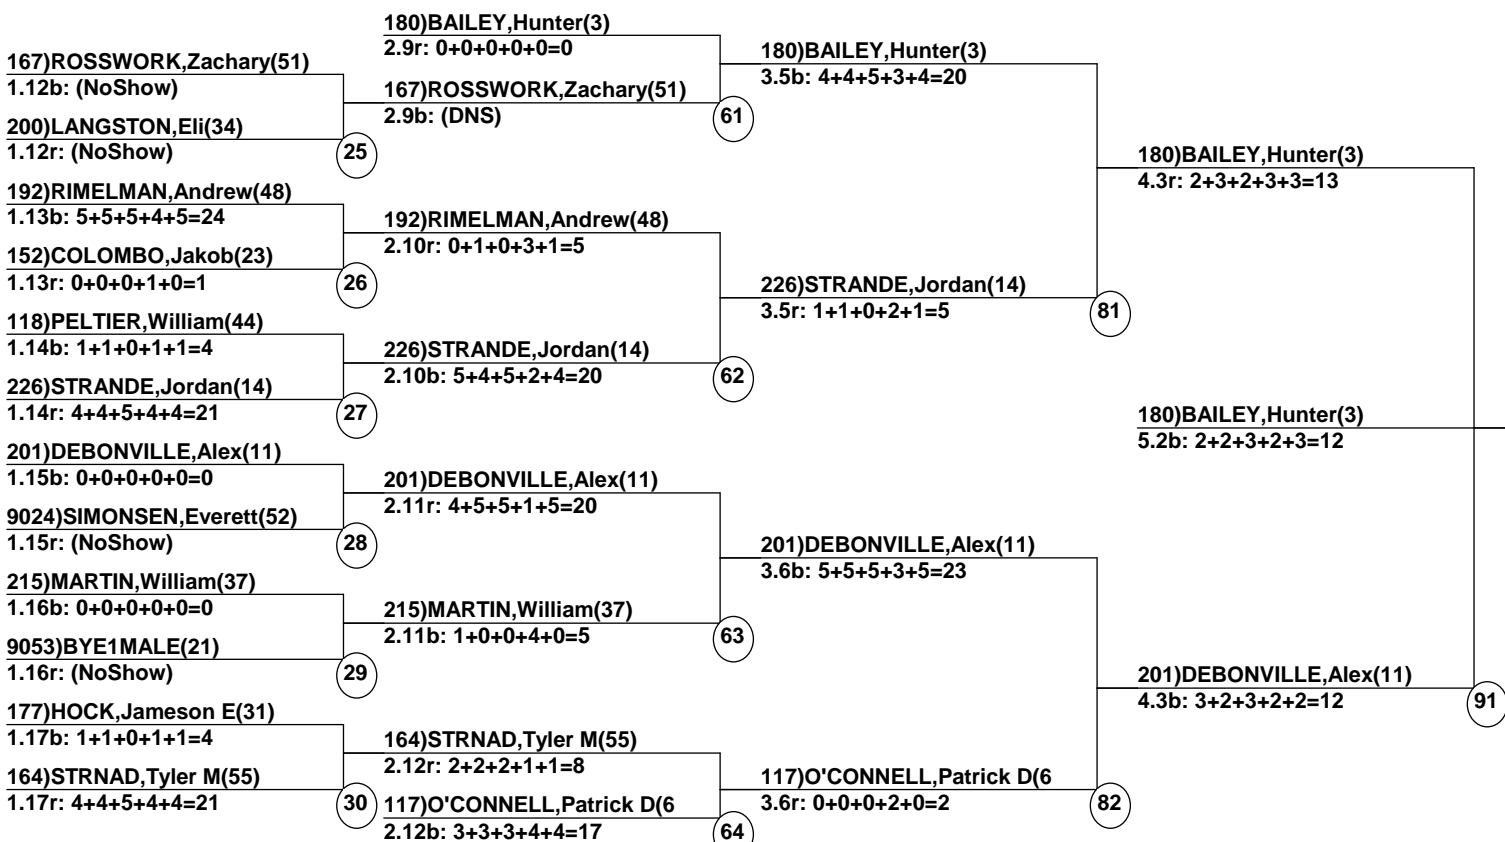 167)ROSSWORK,Zachary(51)
1.12b: (NoShow)
200)LANGSTON,Eli(34)
1.12r: (NoShow)
25
192)RIMELMAN,Andrew(48)
1.13b: 5+5+5+4+5=24
152)COLOMBO,Jakob(23)
1.13r: 0+0+0+1+0=1
26
118)PELTIER,William(44)
1.14b: 1+1+0+1+1=4
226)STRANDE,Jordan(14)
1.14r: 4+4+5+4+4=21
27
201)DEBONVILLE,Alex(11)
1.15b: 0+0+0+0+0=0
9024)SIMONSEN,Everett(52)
1.15r: (NoShow)
28
215)MARTIN,William(37)
1.16b: 0+0+0+0+0=0
9053)BYE1MALE(21)
1.16r: (NoShow)
29
177)HOCK,Jameson E(31)
1.17b: 1+1+0+1+1=4
164)STRNAD,Tyler M(55)
1.17r: 4+4+5+4+4=21
30
180)BAILEY,Hunter(3)
2.9r: 0+0+0+0+0=0
167)ROSSWORK,Zachary(51)
2.9b: (DNS)
61
192)RIMELMAN,Andrew(48)
2.10r: 0+1+0+3+1=5
226)STRANDE,Jordan(14)
2.10b: 5+4+5+2+4=20
62
201)DEBONVILLE,Alex(11)
2.11r: 4+5+5+1+5=20
215)MARTIN,William(37)
2.11b: 1+0+0+4+0=5
63
164)STRNAD,Tyler M(55)
2.12r: 2+2+2+1+1=8
117)O'CONNELL,Patrick D(6
2.12b: 3+3+3+4+4=17
64
180)BAILEY,Hunter(3)
3.5b: 4+4+5+3+4=20
226)STRANDE,Jordan(14)
3.5r: 1+1+0+2+1=5
81
201)DEBONVILLE,Alex(11)
3.6b: 5+5+5+3+5=23
117)O'CONNELL,Patrick D(6
3.6r: 0+0+0+2+0=2
82
180)BAILEY,Hunter(3)
4.3r: 2+3+2+3+3=13
201)DEBONVILLE,Alex(11)
4.3b: 3+2+3+2+2=12
91
180)BAILEY,Hunter(3)
5.2b: 2+2+3+2+3=12